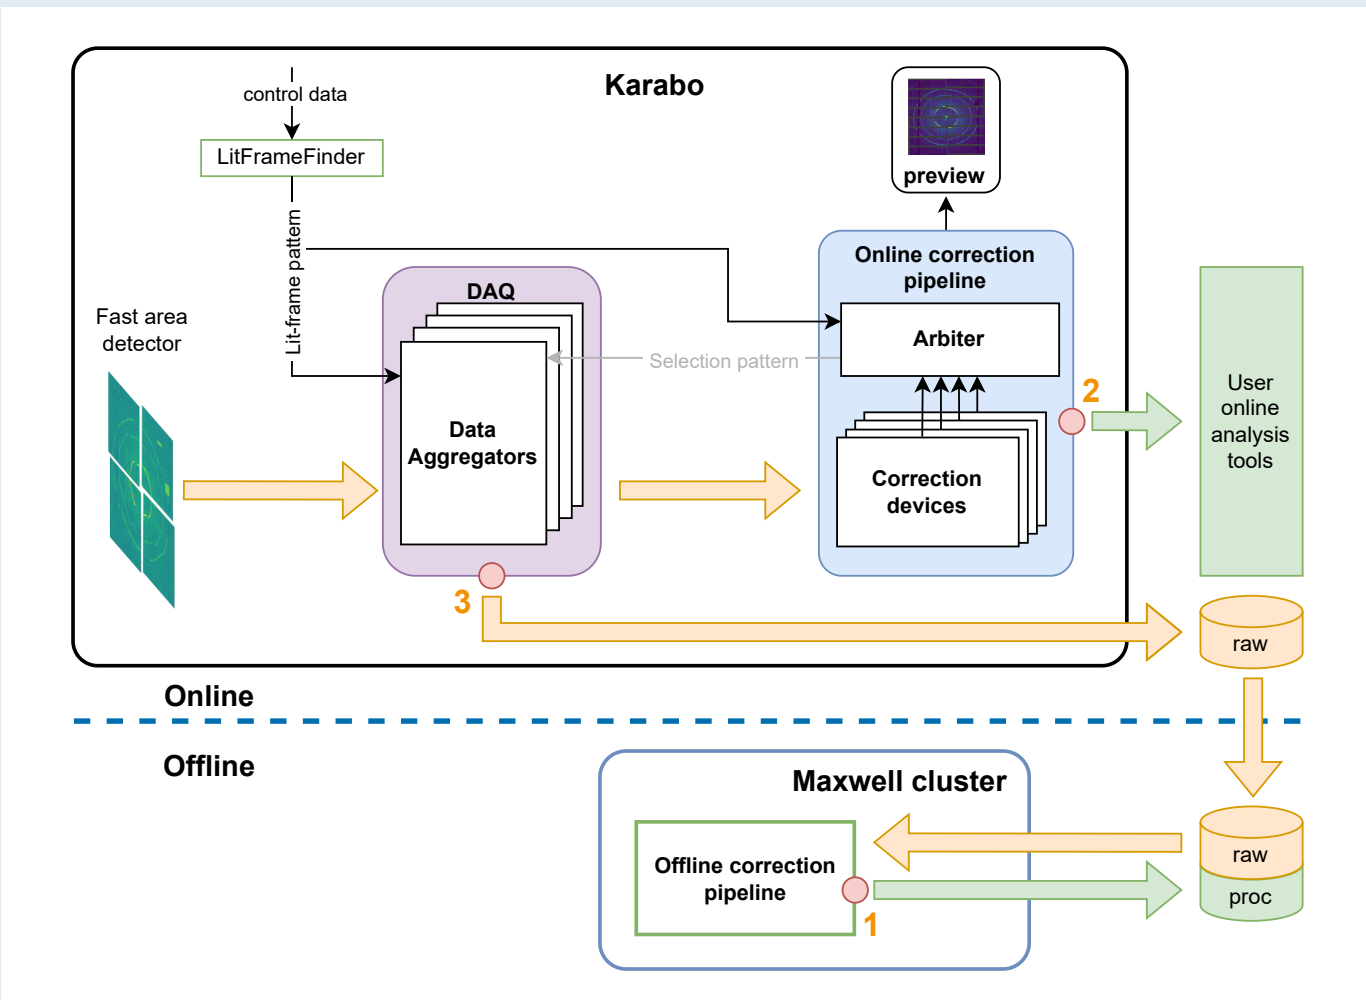 Karabo
control data
LitFrameFinder
Lit-frame pattern
preview
Online correction
pipeline
DAQ
Arbiter
Selection pattern
Fast area
detector
Data
Aggregators
Correction
devices
2
User
online
analysis
tools
3
raw
Online
Offline
Maxwell cluster
Offline correction
pipeline
1
raw
proc